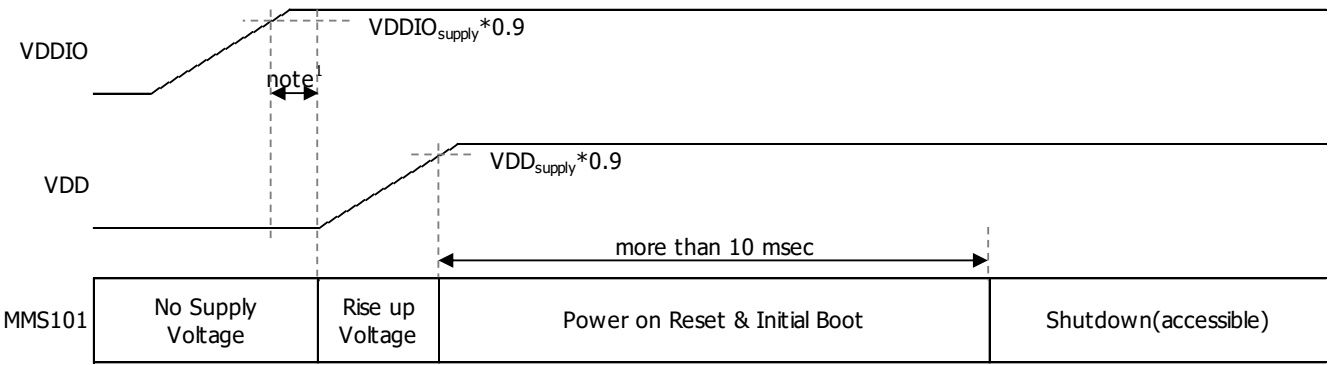 VDDIO
VDDIOsupply*0.9
note1
VDD
VDDsupply*0.9
more than 10 msec
MMS101
No Supply
Voltage
Rise up
Voltage
Power on Reset & Initial Boot
Shutdown(accessible)